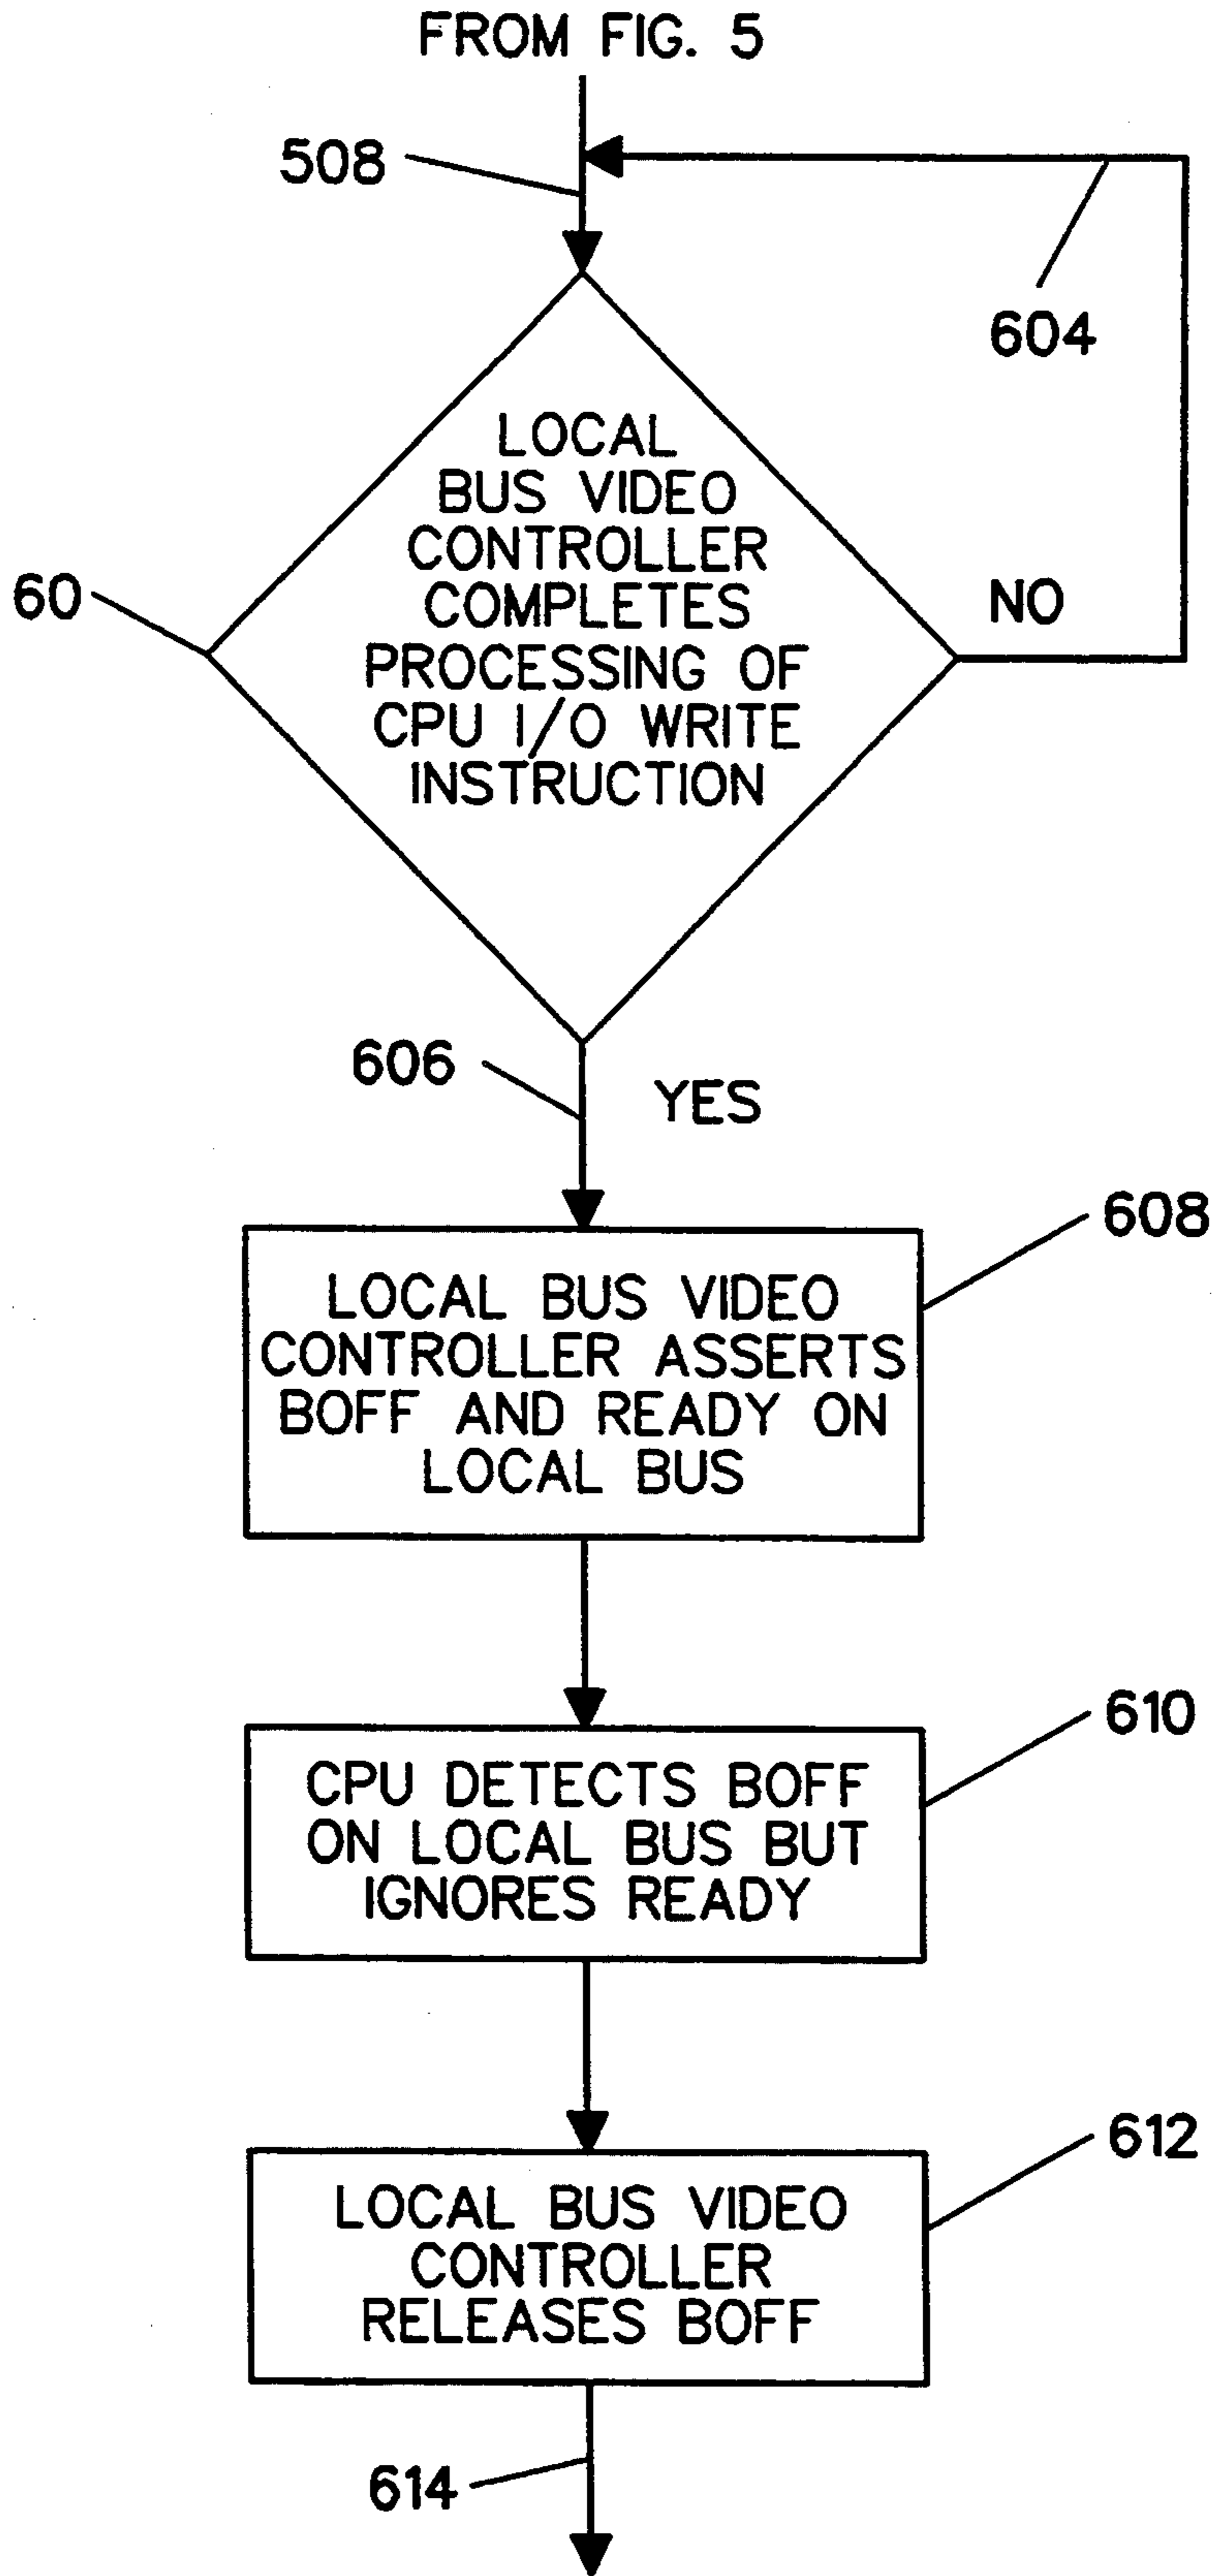 FROM FIG. 5
508
604
LOCAL
BUS VIDEO
CONTROLLER
COMPLETES
PROCESSING OF
CPU I/O WRITE
INSTRUCTION
60
NO
606
YES
608
LOCAL BUS VIDEO
CONTROLLER ASSERTS
BOFF AND READY ON
LOCAL BUS
610
CPU DETECTS BOFF
ON LOCAL BUS BUT
IGNORES READY
612
LOCAL BUS VIDEO
CONTROLLER
RELEASES BOFF
614